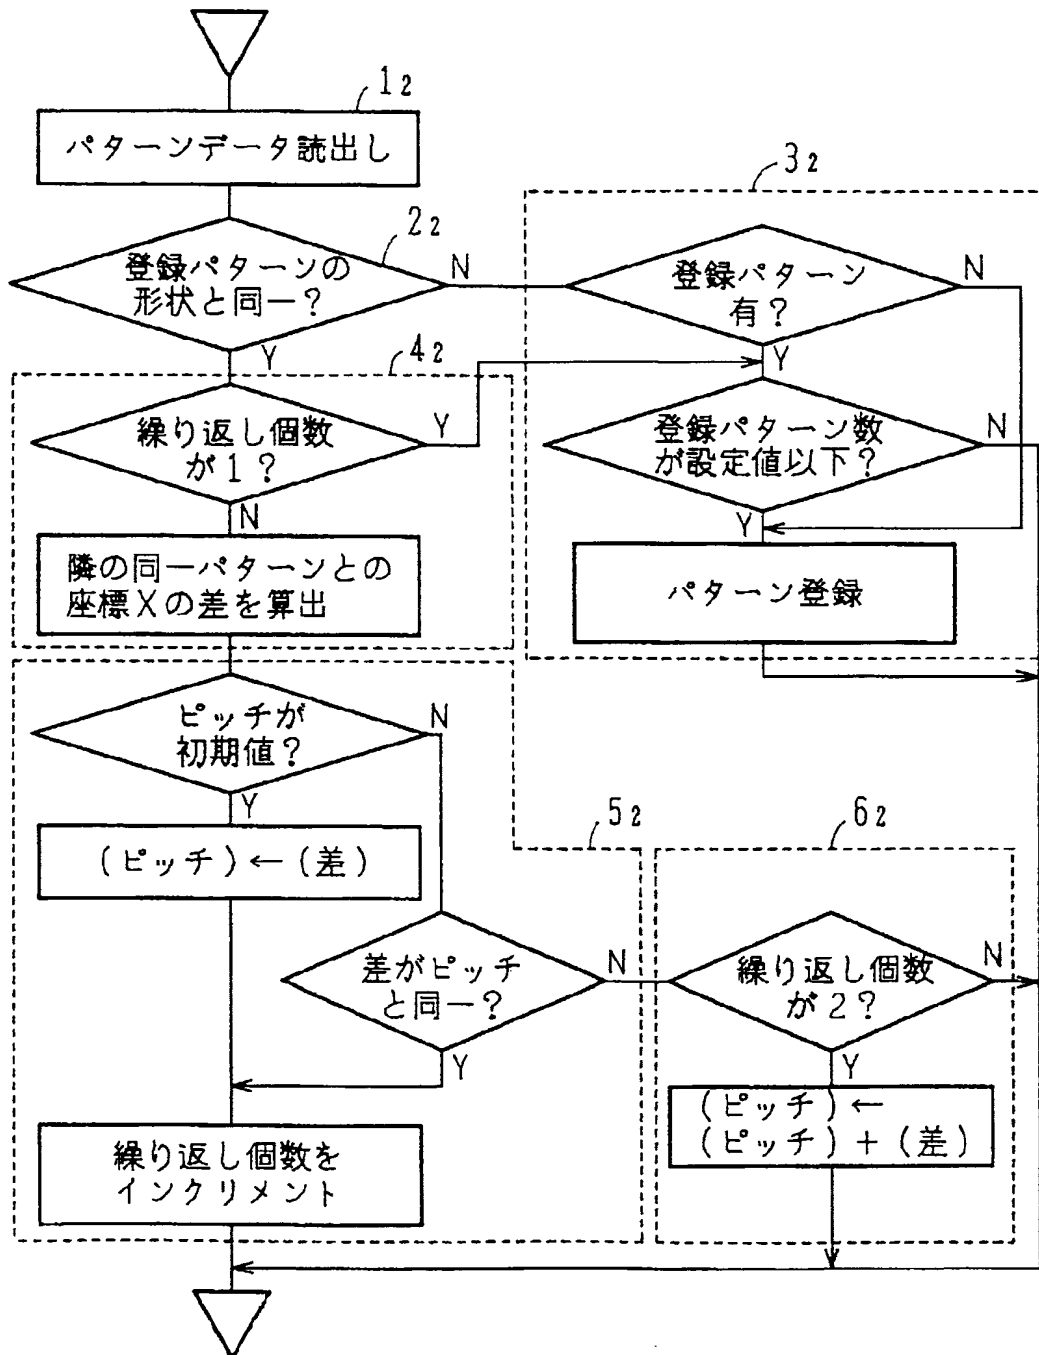 1₂
パターンデータ読出し
2₂
登録パターンの
形状と同一?
N
Y
3₂
登録パターン
有?
N
Y
登録パターン数
が設定値以下?
N
Y
パターン登録
4₂
繰り返し個数
が1?
Y
N
隣の同一パターンとの
座標Xの差を算出
ピッチが
初期値?
N
Y
(ピッチ)←(差)
5₂
差がピッチ
と同一?
N
Y
繰り返し個数を
インクリメント
6₂
繰り返し個数
が2?
N
Y
(ピッチ)←
(ピッチ)+(差)